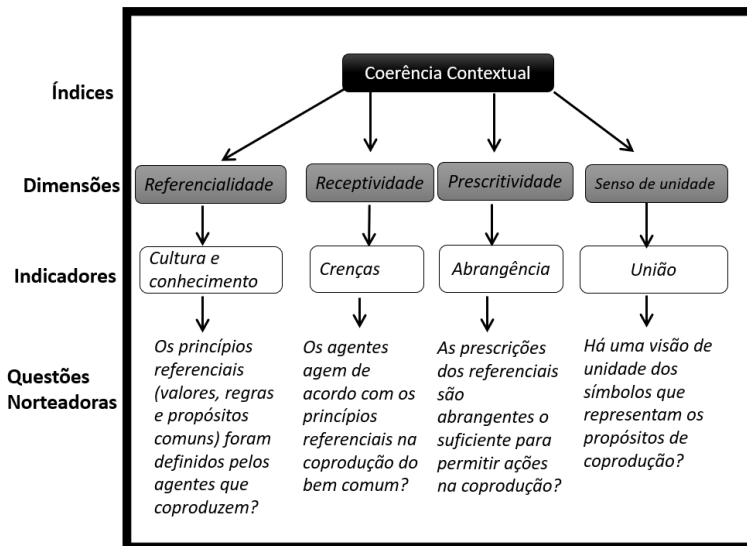 Índices
Coerência Contextual
Dimensões
Referencialidade
Receptividade
Prescritividade
Senso de unidade
Indicadores
Cultura e
conhecimento
Crenças
Abrangência
União
Questões
Norteadoras
Os princípios
referenciais
(valores, regras
e propósitos
comuns) foram
definidos pelos
agentes que
coproduzem?
Os agentes
agem de
acordo com os
princípios
referenciais na
coprodução do
bem comum?
As prescrições
dos referenciais
são
abrangentes o
suficiente para
permitir ações
na coprodução?
Há uma visão de
unidade dos
símbolos que
representam os
propósitos de
coprodução?